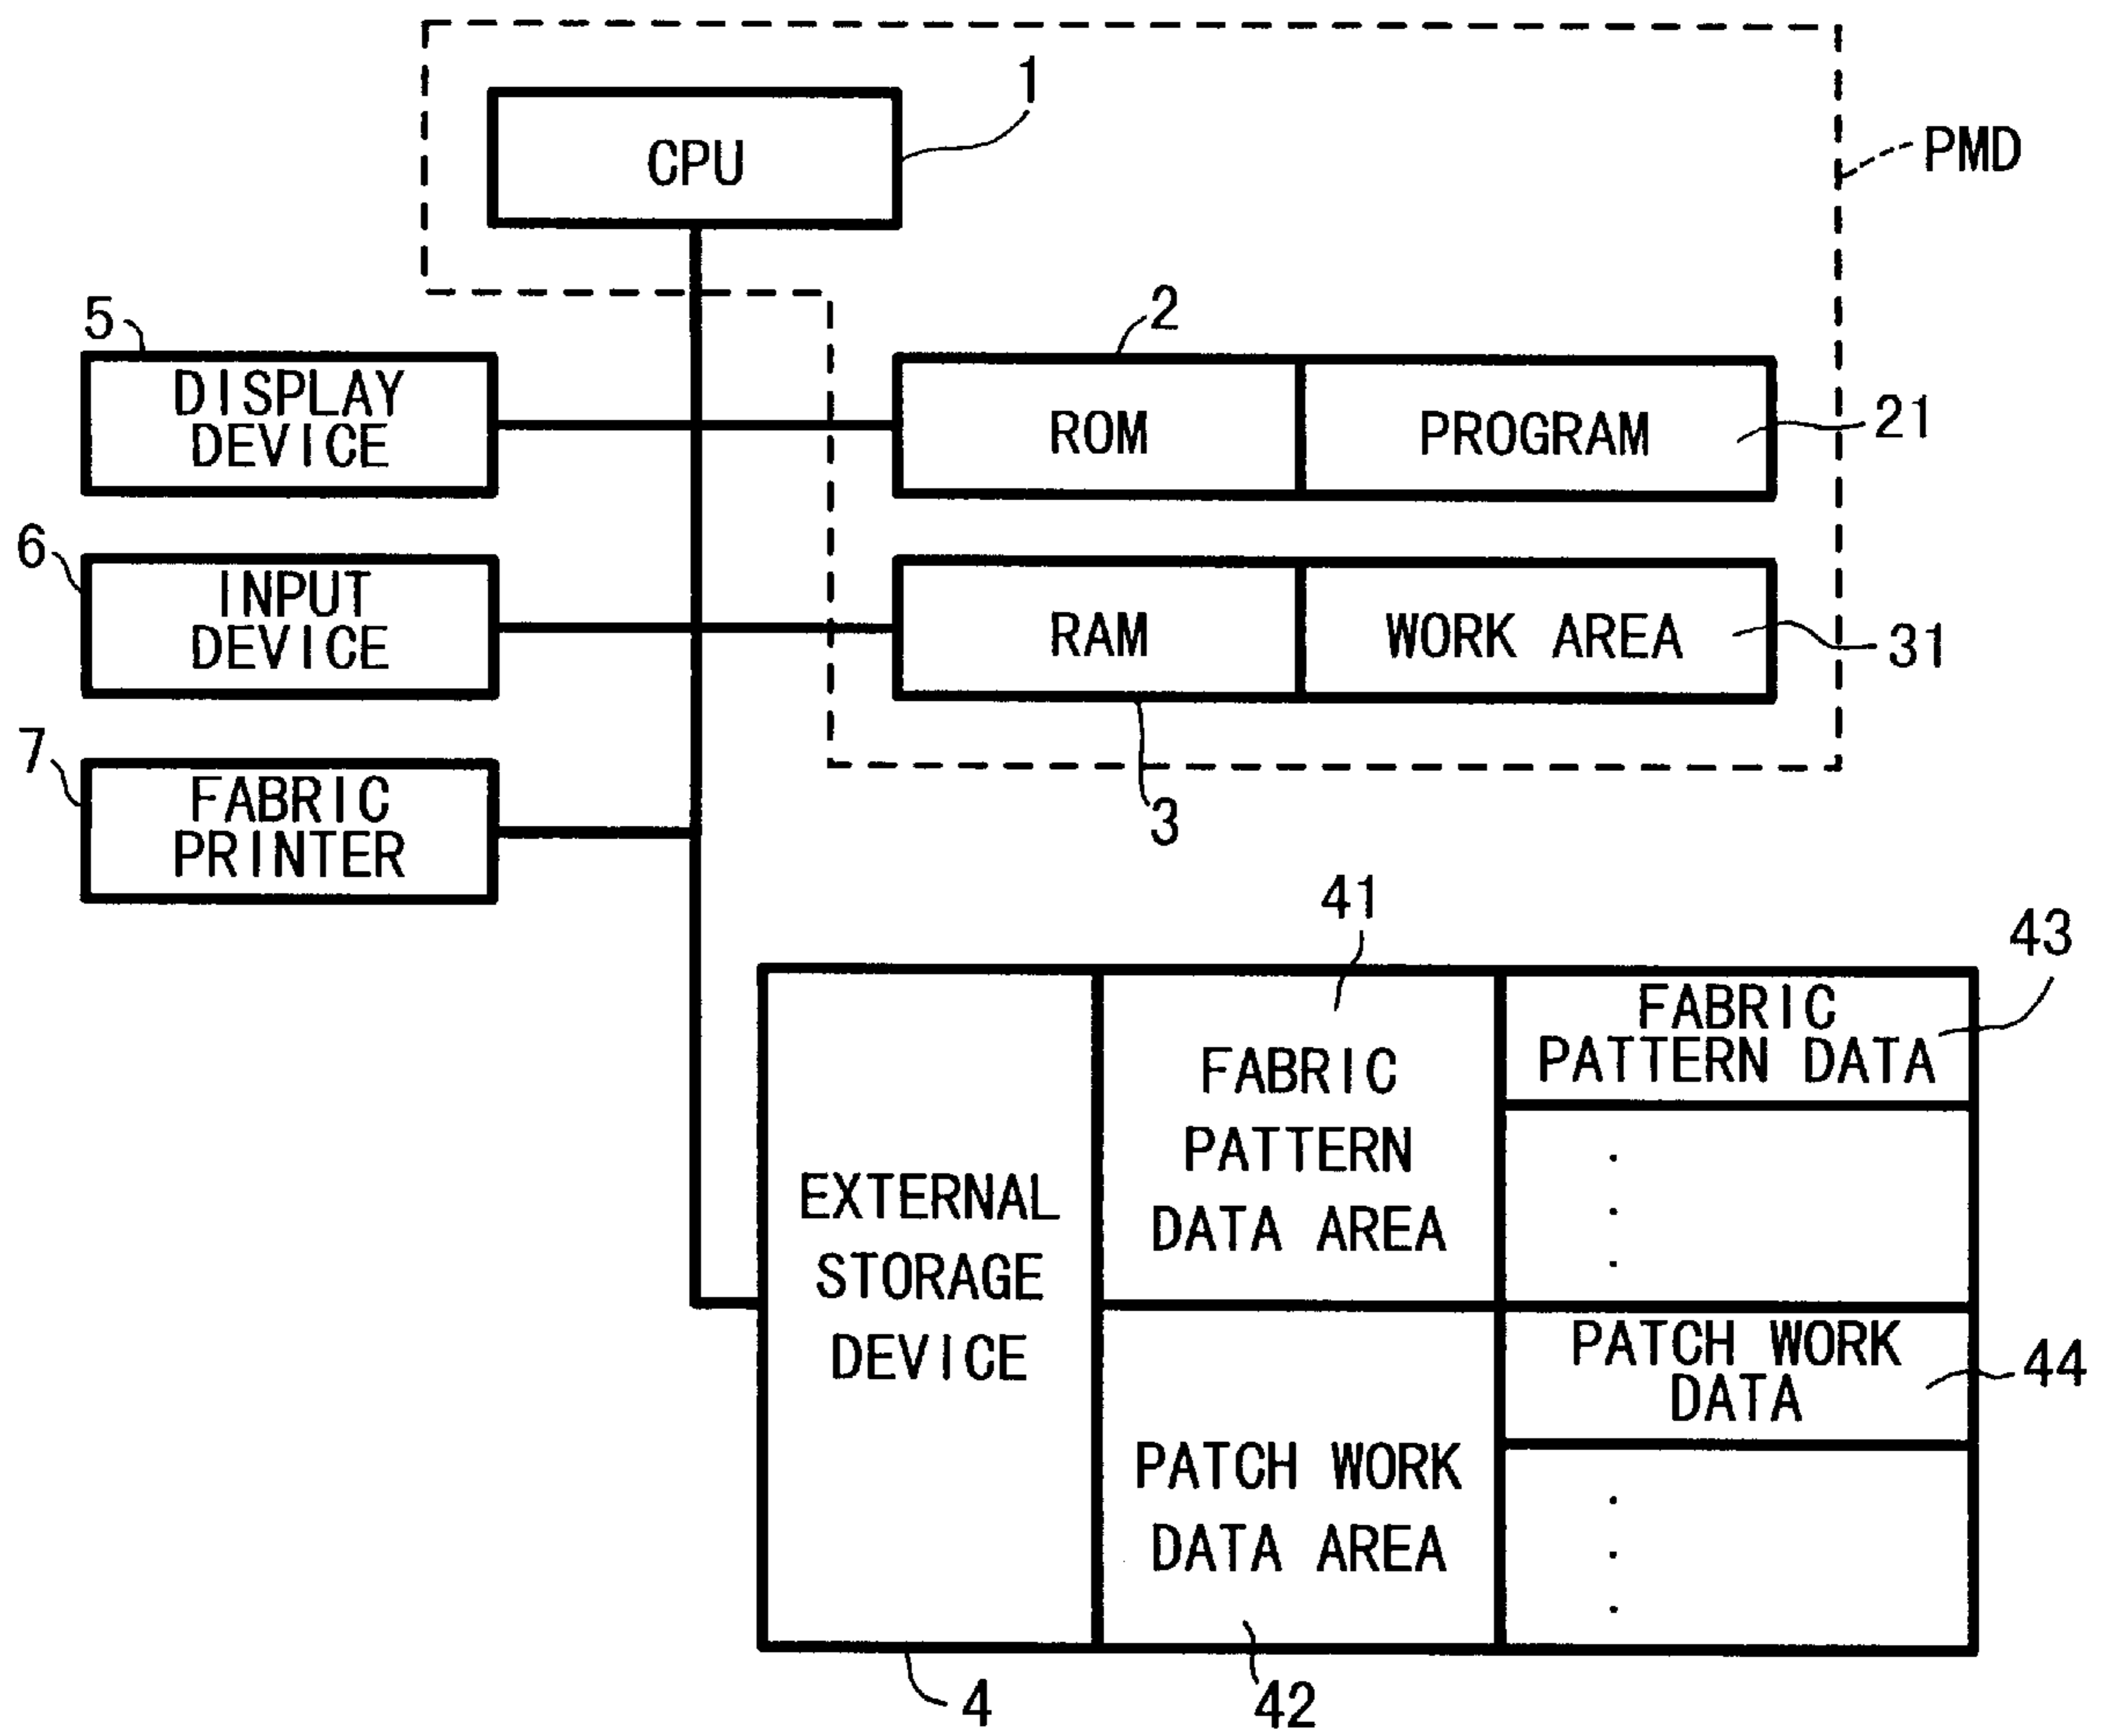 1
CPU
PMD
5
DISPLAY
DEVICE
2
ROM
PROGRAM
21
6
INPUT
DEVICE
RAM
WORK AREA
31
7
FABRIC
PRINTER
3
41
43
EXTERNAL
STORAGE
DEVICE
FABRIC
PATTERN
DATA AREA
FABRIC
PATTERN DATA
.
.
.
PATCH WORK
DATA AREA
PATCH WORK
DATA
44
.
.
.
4
42